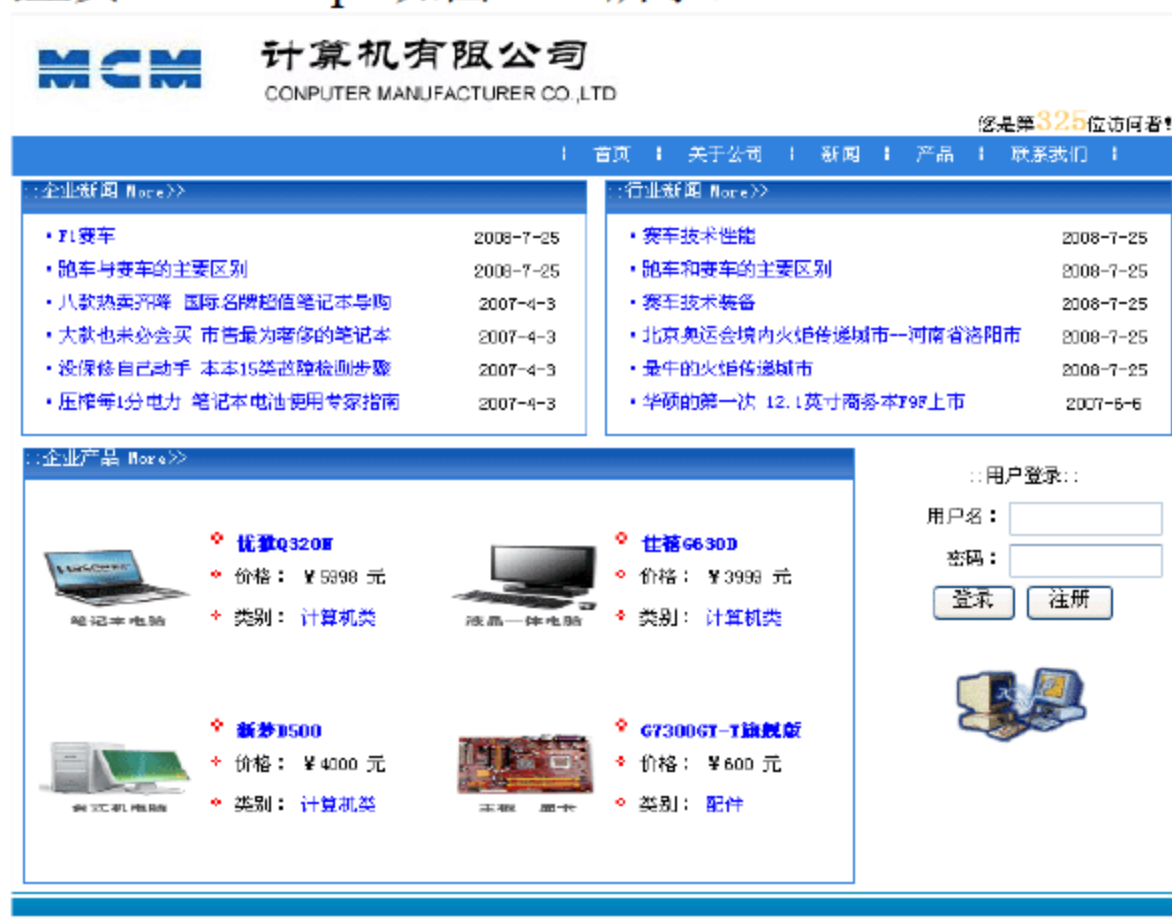 MCM
计算机有限公司
CONPUTER MANUFACTURER CO.,LTD
您是第325位访问者!
首页 关于公司 新闻 产品 联系我们
::企业新闻 More>>
·F1赛车 2008-7-25
·跑车与赛车的主要区别 2008-7-25
·八款热卖齐降 国际名牌超值笔记本导购 2007-4-3
·大款也未必会买 市售最为奢侈的笔记本 2007-4-3
·没保修自己动手 本本15类故障检测步骤 2007-4-3
·压榨每1分电力 笔记本电池使用专家指南 2007-4-3
::行业新闻 More>>
·赛车技术性能 2008-7-25
·跑车和赛车的主要区别 2008-7-25
·赛车技术装备 2008-7-25
·北京奥运会境内火炬传递城市--河南省洛阳市 2008-7-25
·最牛的火炬传递城市 2008-7-25
·华硕的第一次 12.1英寸商务本F9F上市 2007-6-6
::企业产品 More>>
优雅Q320N
价格：￥5998 元
类别：计算机类
笔记本电脑
仕禧G630D
价格：￥3999 元
类别：计算机类
液晶一体电脑
新梦D500
价格：￥4000 元
类别：计算机类
台式机电脑
G7300GT-T旗舰版
价格：￥600 元
类别：配件
主板 显卡
::用户登录::
用户名：
密码：
登录 注册